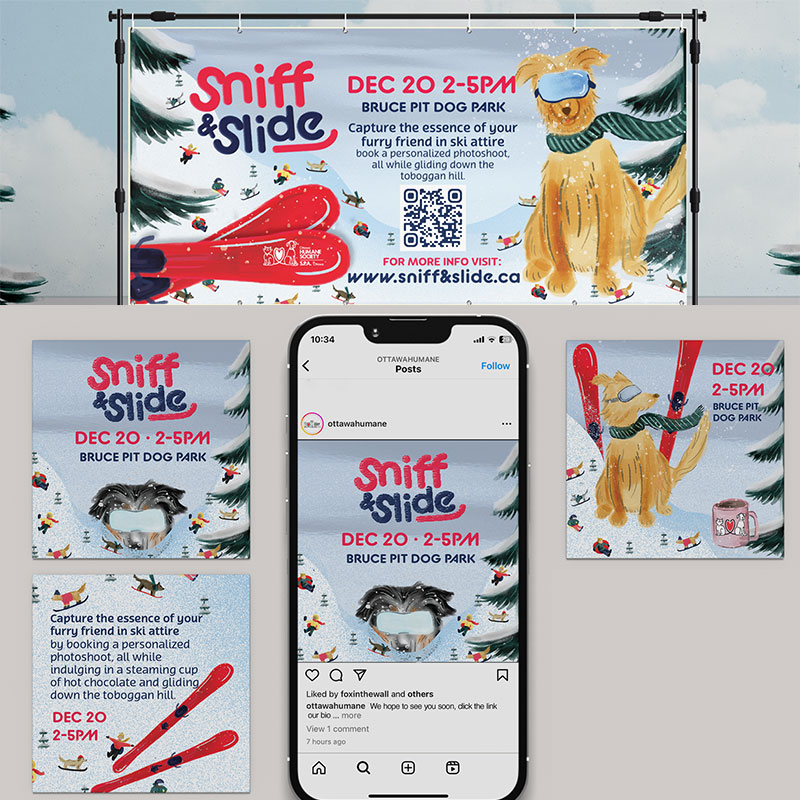 Sniff
&Slide
DEC 20 2-5PM
BRUCE PIT DOG PARK
Capture the essence of your
furry friend in ski attire
book a personalized photoshoot,
all while gliding down the
toboggan hill.
HUMANE SOCIETY
FOR MORE INFO VISIT:
www.sniff&slide.ca
Sniff
&Slide
DEC 20 · 2-5PM
BRUCE PIT DOG PARK
Capture the essence of your
furry friend in ski attire
by booking a personalized
photoshoot, all while
indulging in a steaming cup
of hot chocolate and gliding
down the toboggan hill.
DEC 20
2-5PM
10:34
OTTAWAHUMANE
Posts
Follow
ottawahumane
Sniff
&Slide
DEC 20 · 2-5PM
BRUCE PIT DOG PARK
Liked by foxinthewall and others
ottawahumane We hope to see you soon, click the link
our bio ... more
View 1 comment
7 hours ago
DEC 20
2-5PM
BRUCE PIT
DOG PARK